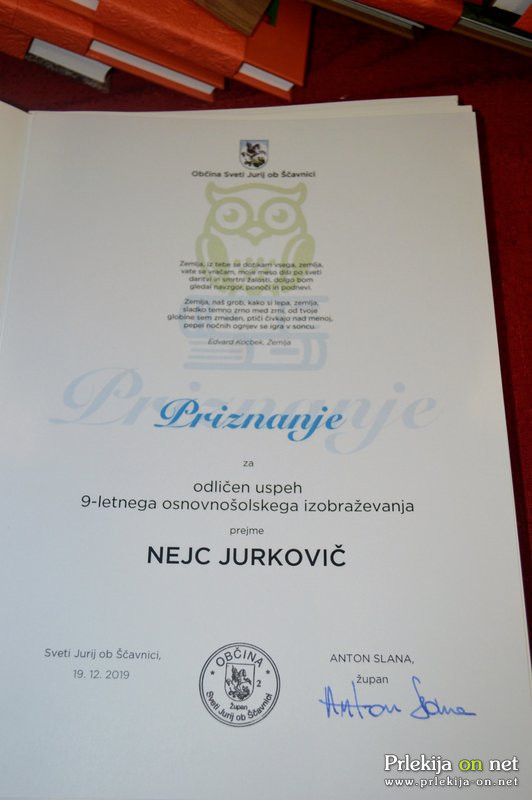 Občina Sveti Jurij ob Ščavnici
Zemlja, iz tebe se dotikam vsega, zemlja,
vate se vračam, moje meso diši po sveti
daritvi in smrtni žalosti, dolgo bom
gledal navzgor, ponoči in podnevi.
Zemlja, naš grob, kako si lepa, zemlja,
sladko temno zrno med zrni, od tvoje
globine sem zmeden, ptiči čivkajo nad menoj,
pepel nočnih ognjev se igra v soncu.
Edvard Kocbek, Zemlja
Priznanje
Priznanje
za
odličen uspeh
9-letnega osnovnošolskega izobraževanja
prejme
NEJC JURKOVIČ
Sveti Jurij ob Ščavnici,
19. 12. 2019
OBČINA
2
župan
Sveti Jurij ob Ščavnici
ANTON SLANA,
župan
Anton Slana
Prlekija on net
www.prlekija-on.net